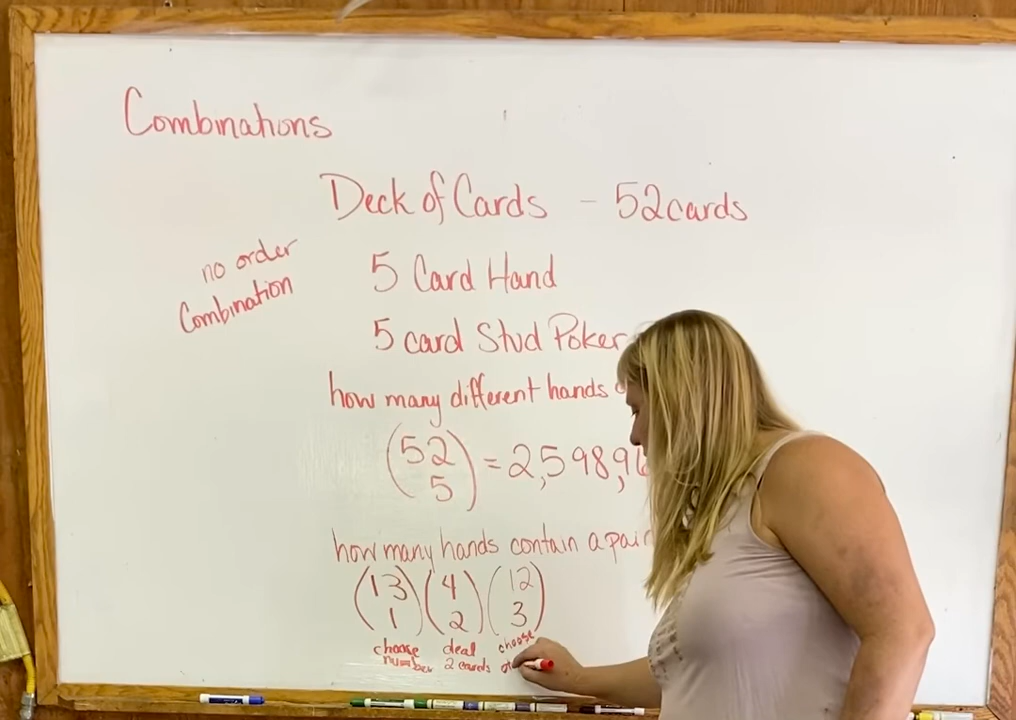 Combinations
Deck of Cards - 52 cards
no order
Combination
5 Card Hand
5 card Stud Poker
how many different hands
(52 5) = 2,598,9
how many hands contain a pair
(13 1) (4 2) (12 3)
choose number
deal 2 cards
choose